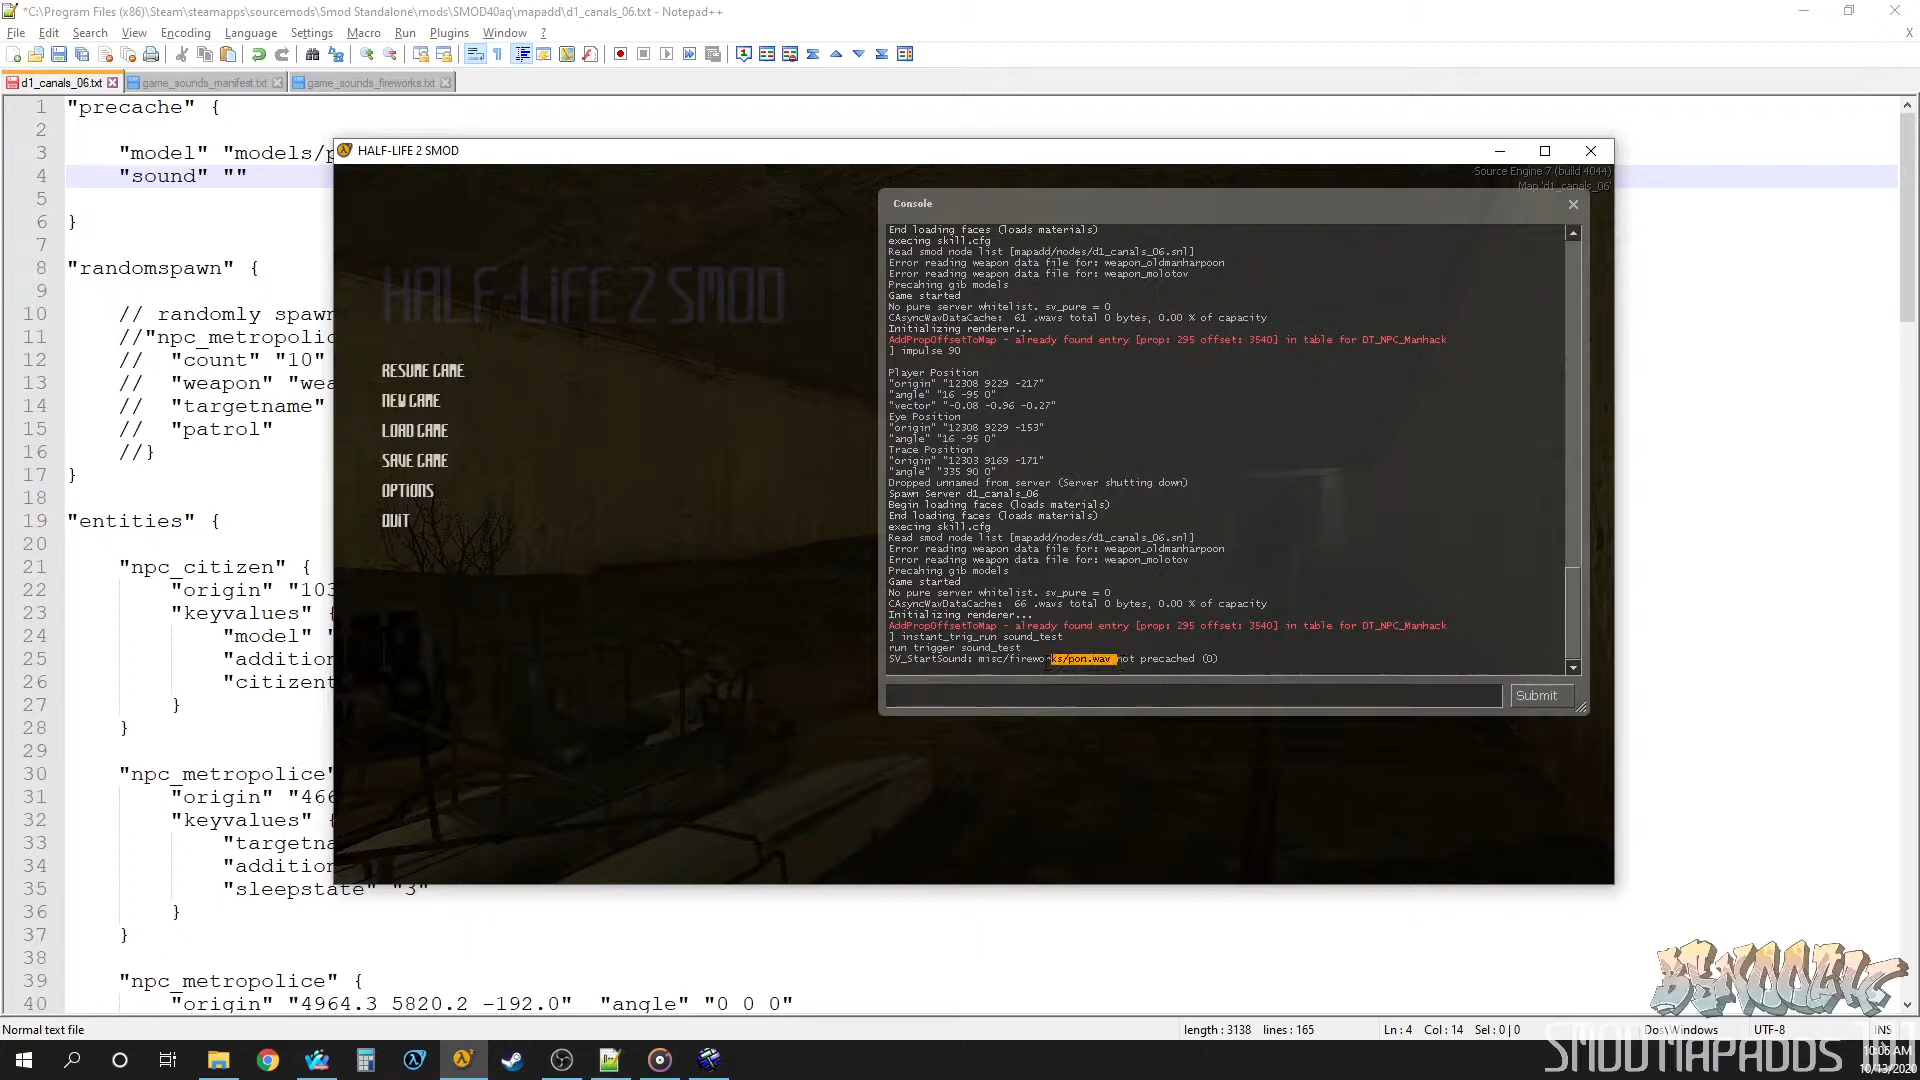 *C:\Program Files (x86)\Steam\steamapps\sourcemods\Smod Standalone\mods\SMOD40aq\mapadd\d1_canals_06.txt - Notepad++
File Edit Search View Encoding Language Settings Macro Run Plugins Window ?
X
d1_canals_06.txt game_sounds_manifest.txt game_sounds_fireworks.txt
1 "precache" {
2
3 "model" "models/p
4 "sound" ""
5
6 }
7
8 "randomspawn" {
9
10 // randomly spawn
11 //"npc_metropolic
12 // "count" "10"
13 // "weapon" "wea
14 // "targetname"
15 // "patrol"
16 //}
17 }
18
19 "entities" {
20
21 "npc_citizen" {
22 "origin" "103
23 "keyvalues" {
24 "model" "
25 "addition
26 "citizent
27 }
28 }
29
30 "npc_metropolice"
31 "origin" "466
32 "keyvalues" {
33 "targetna
34 "addition
35 "sleepstate" "3"
36 }
37 }
38
39 "npc_metropolice" {
40 "origin" "4964.3 5820.2 -192.0" "angle" "0 0 0"
HALF-LIFE 2 SMOD
Source Engine 7 (build 4044)
Map 'd1_canals_06'
HALF-LIFE 2 SMOD
RESUME GAME
NEW GAME
LOAD GAME
SAVE GAME
OPTIONS
QUIT
Console
End loading faces (loads materials)
execing skill.cfg
Read smod node list [mapadd/nodes/d1_canals_06.snl]
Error reading weapon data file for: weapon_oldmanharpoon
Error reading weapon data file for: weapon_molotov
Precahing gib models
Game started
No pure server whitelist. sv_pure = 0
CAsyncWavDataCache: 61 .wavs total 0 bytes, 0.00 % of capacity
Initializing renderer...
AddPropOffsetToMap - already found entry [prop: 295 offset: 3540] in table for DT_NPC_Manhack
] impulse 90
Player Position
"origin" "12308 9229 -217"
"angle" "16 -95 0"
"vector" "-0.08 -0.96 -0.27"
Eye Position
"origin" "12308 9229 -153"
"angle" "16 -95 0"
Trace Position
"origin" "12303 9169 -171"
"angle" "335 90 0"
Dropped unnamed from server (Server shutting down)
Spawn Server d1_canals_06
Begin loading faces (loads materials)
End loading faces (loads materials)
execing skill.cfg
Read smod node list [mapadd/nodes/d1_canals_06.snl]
Error reading weapon data file for: weapon_oldmanharpoon
Error reading weapon data file for: weapon_molotov
Precahing gib models
Game started
No pure server whitelist. sv_pure = 0
CAsyncWavDataCache: 66 .wavs total 0 bytes, 0.00 % of capacity
Initializing renderer...
AddPropOffsetToMap - already found entry [prop: 295 offset: 3540] in table for DT_NPC_Manhack
] instant_trig_run sound_test
run trigger sound_test
SV_StartSound: misc/fireworks/pon.wav not precached (0)
Submit
Normal text file
length : 3138 lines : 165
Ln : 4 Col : 14 Sel : 0 | 0
Dos\Windows
UTF-8
INS
SMOD MAPADDS 101
10:06 AM
10/13/2020